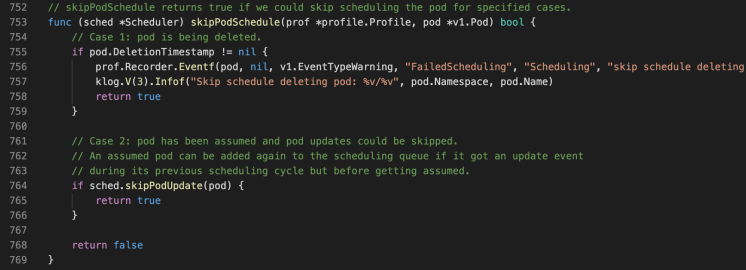 752 // skipPodSchedule returns true if we could skip scheduling the pod for specified cases.
753 func (sched *Scheduler) skipPodSchedule(prof *profile.Profile, pod *v1.Pod) bool {
754 // Case 1: pod is being deleted.
755 if pod.DeletionTimestamp != nil {
756 prof.Recorder.Eventf(pod, nil, v1.EventTypeWarning, "FailedScheduling", "Scheduling", "skip schedule deleting
757 klog.V(3).Infof("Skip schedule deleting pod: %v/%v", pod.Namespace, pod.Name)
758 return true
759 }
760
761 // Case 2: pod has been assumed and pod updates could be skipped.
762 // An assumed pod can be added again to the scheduling queue if it got an update event
763 // during its previous scheduling cycle but before getting assumed.
764 if sched.skipPodUpdate(pod) {
765 return true
766 }
767
768 return false
769 }